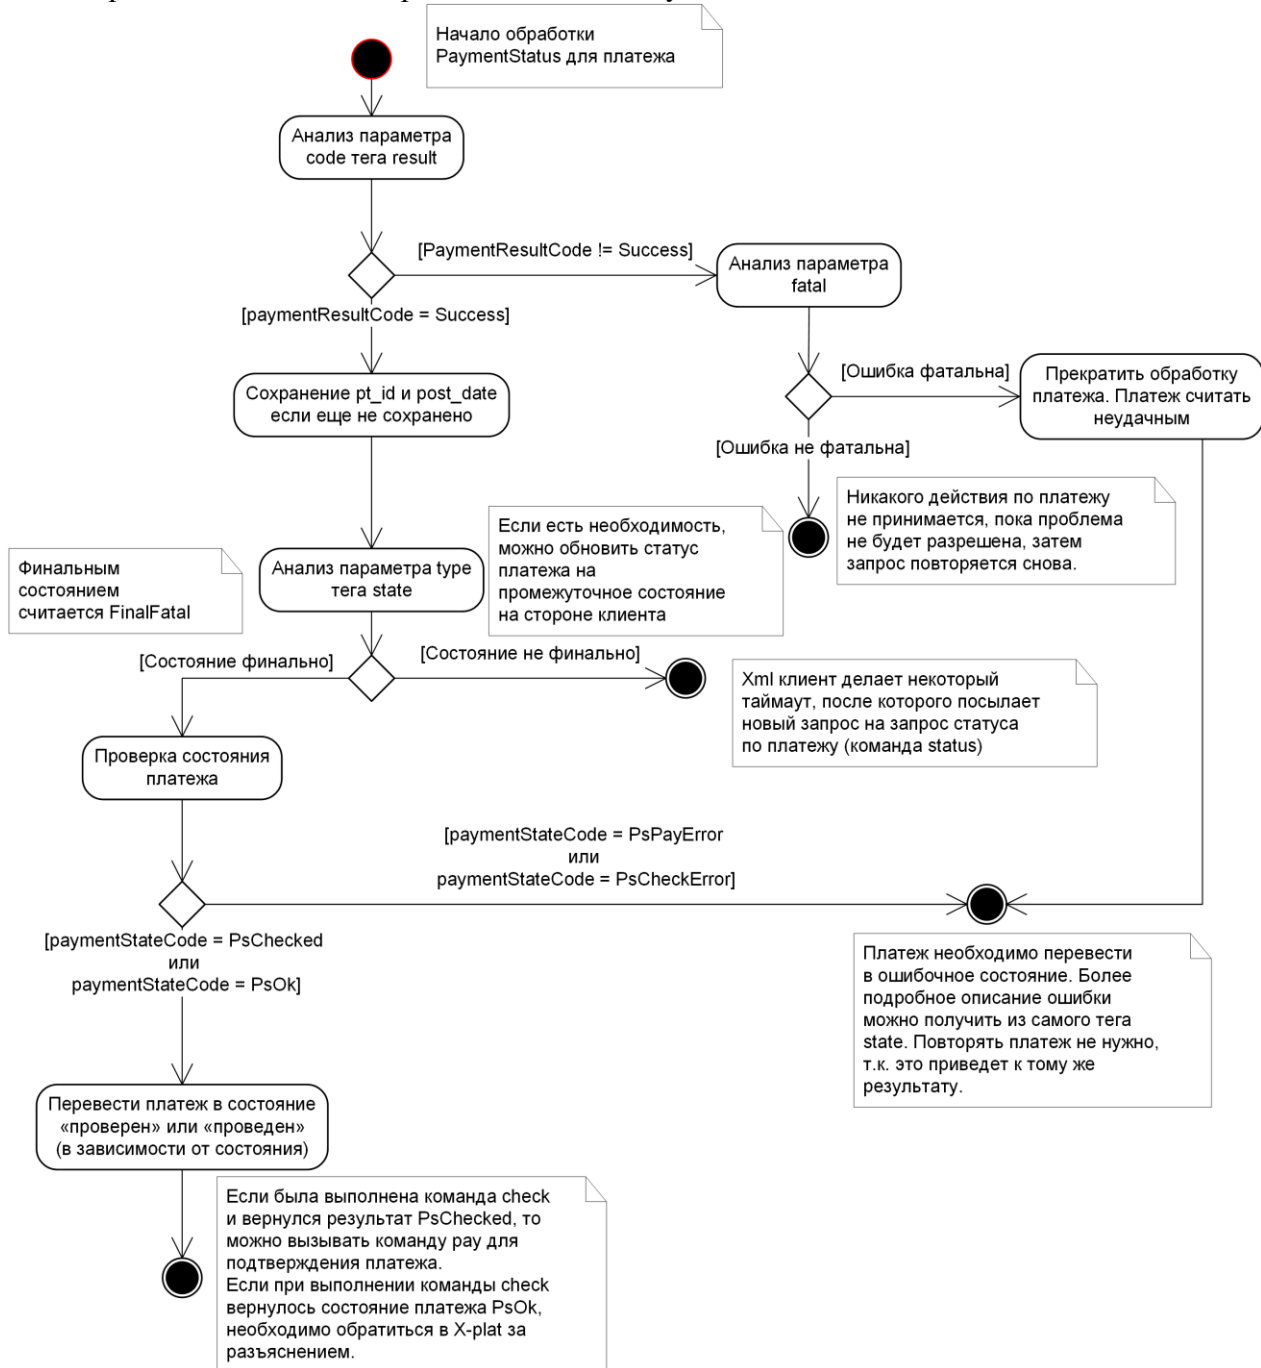 Начало обработки
PaymentStatus для платежа
Анализ параметра
code тега result
[PaymentResultCode != Success]
Анализ параметра
fatal
[paymentResultCode = Success]
[Ошибка фатальна]
Прекратить обработку
платежа. Платеж считать
неудачным
Сохранение pt_id и post_date
если еще не сохранено
[Ошибка не фатальна]
Никакого действия по платежу
не принимается, пока проблема
не будет разрешена, затем
запрос повторяется снова.
Если есть необходимость,
можно обновить статус
платежа на
промежуточное состояние
на стороне клиента
Финальным
состоянием
считается FinalFatal
Анализ параметра type
тега state
[Состояние финально]
[Состояние не финально]
Xml клиент делает некоторый
таймаут, после которого посылает
новый запрос на запрос статуса
по платежу (команда status)
Проверка состояния
платежа
[paymentStateCode = PsPayError
или
paymentStateCode = PsCheckError]
[paymentStateCode = PsChecked
или
paymentStateCode = PsOk]
Платеж необходимо перевести
в ошибочное состояние. Более
подробное описание ошибки
можно получить из самого тега
state. Повторять платеж не нужно,
т.к. это приведет к тому же
результату.
Перевести платеж в состояние
«проверен» или «проведен»
(в зависимости от состояния)
Если была выполнена команда check
и вернулся результат PsChecked, то
можно вызывать команду pay для
подтверждения платежа.
Если при выполнении команды check
вернулось состояние платежа PsOk,
необходимо обратиться в X-plat за
разъяснением.